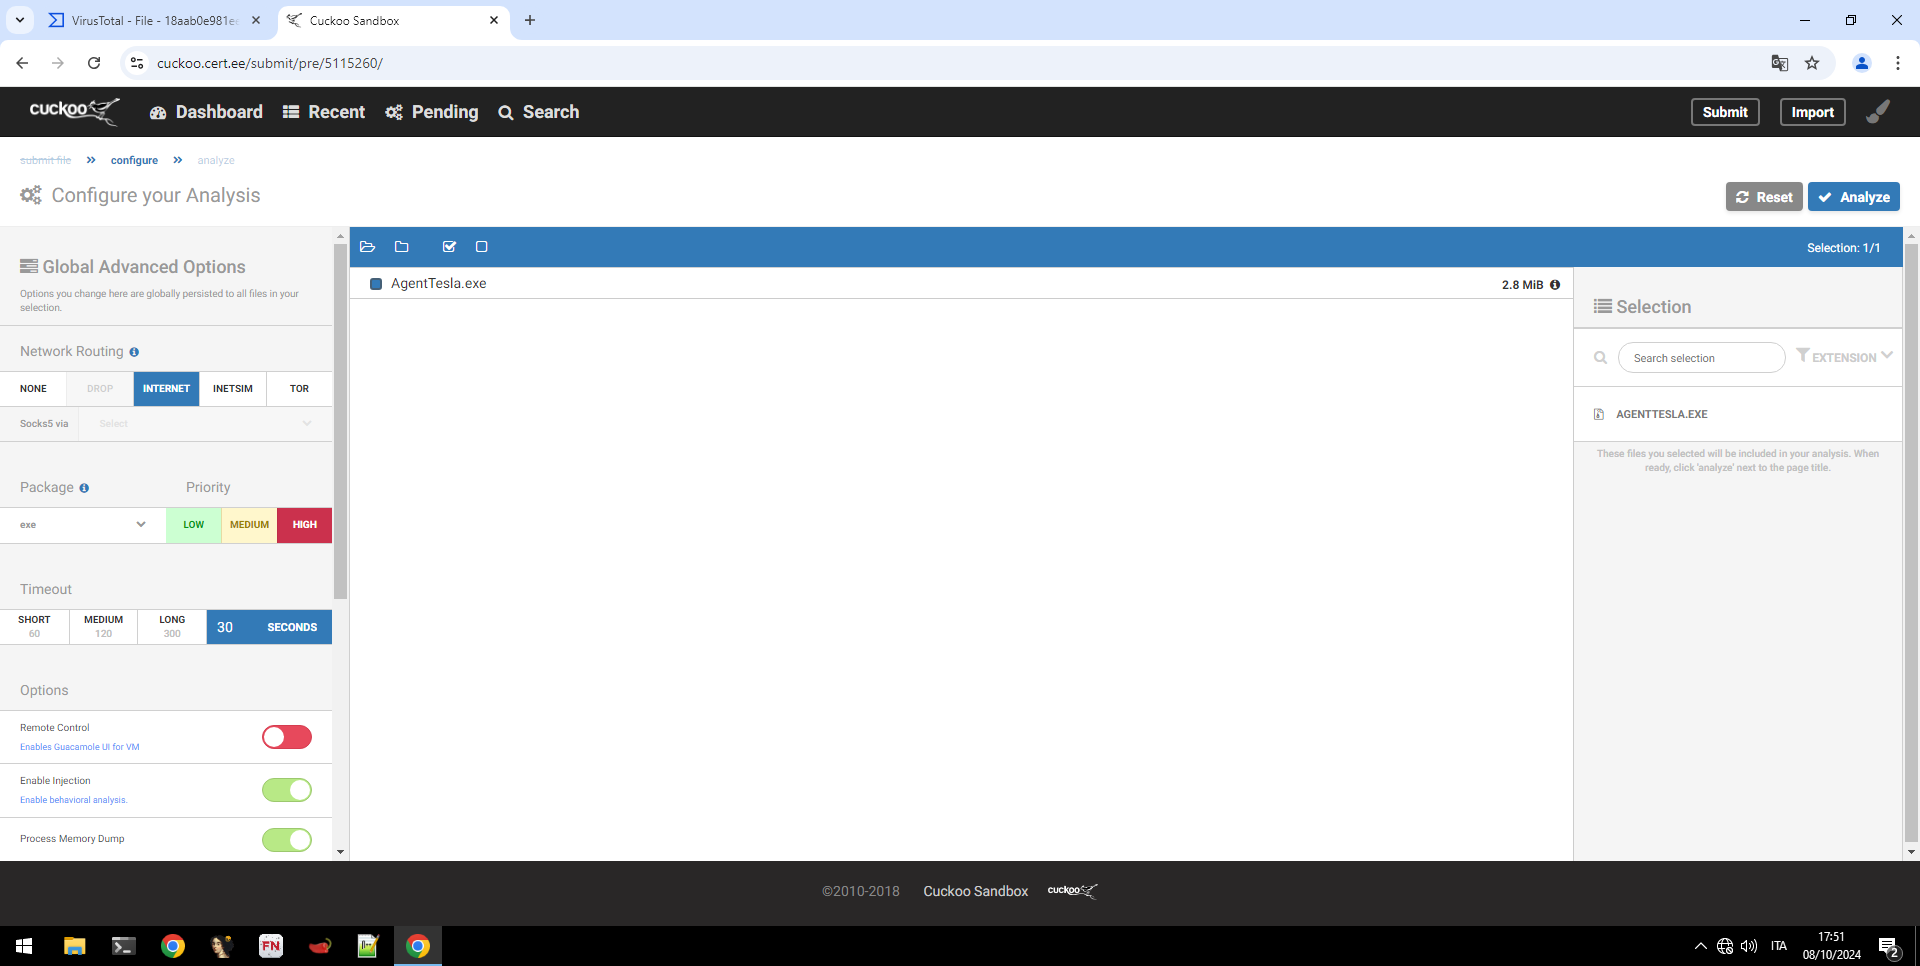 VirusTotal - File - 18aab0e981e
Cuckoo Sandbox
cuckoo.cert.ee/submit/pre/5115260/
cuckoo
Dashboard
Recent
Pending
Search
Submit
Import
submit file
configure
analyze
Configure your Analysis
Reset
Analyze
Global Advanced Options
Options you change here are globally persisted to all files in your
selection.
Network Routing
NONE
DROP
INTERNET
INETSIM
TOR
Socks5 via
Select
Package
Priority
exe
LOW
MEDIUM
HIGH
Timeout
SHORT
60
MEDIUM
120
LONG
300
30
SECONDS
Options
Remote Control
Enables Guacamole UI for VM
Enable Injection
Enable behavioral analysis.
Process Memory Dump
Selection: 1/1
AgentTesla.exe
2.8 MiB
Selection
Search selection
EXTENSION
AGENTTESLA.EXE
These files you selected will be included in your analysis. When
ready, click 'analyze' next to the page title.
©2010-2018
Cuckoo Sandbox
cuckoo
FN
ITA
17:51
08/10/2024
2